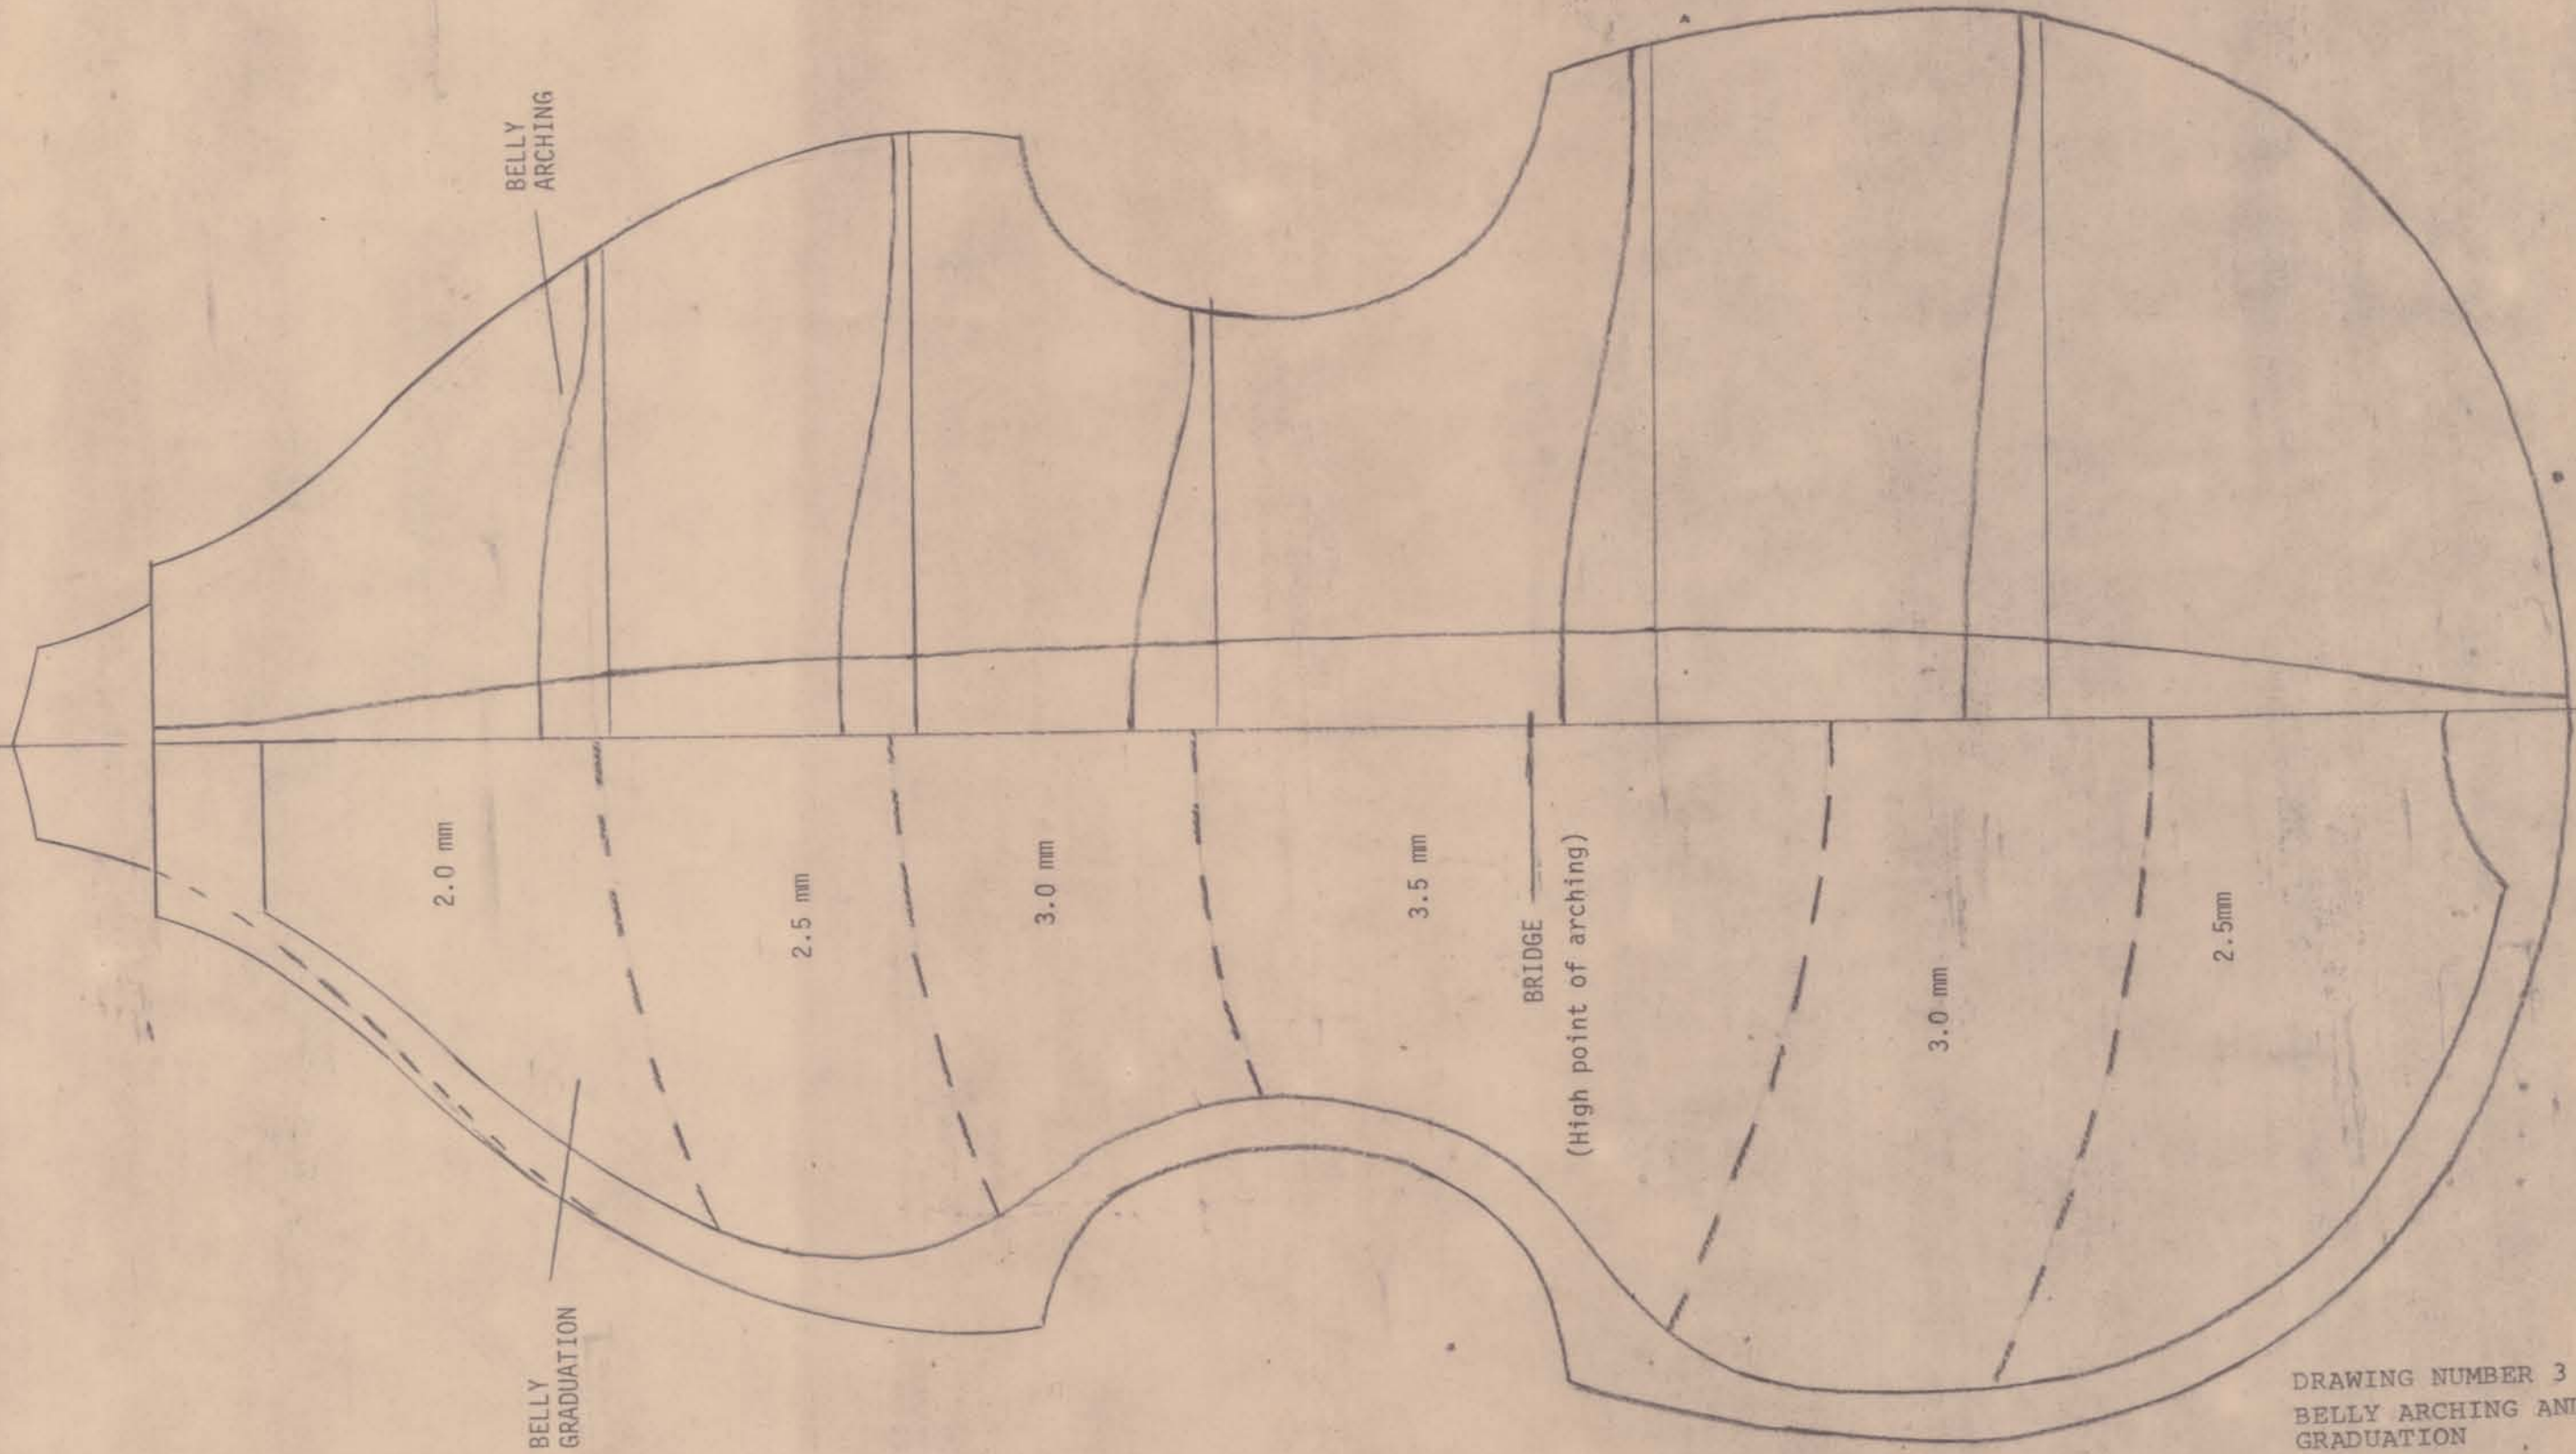 BELLY
ARCHING
BELLY
GRADUATION
2.0 mm
2.5 mm
3.0 mm
3.5 mm
BRIDGE
(High point of arching)
3.0 mm
2.5mm
DRAWING NUMBER 3
BELLY ARCHING AND
GRADUATION